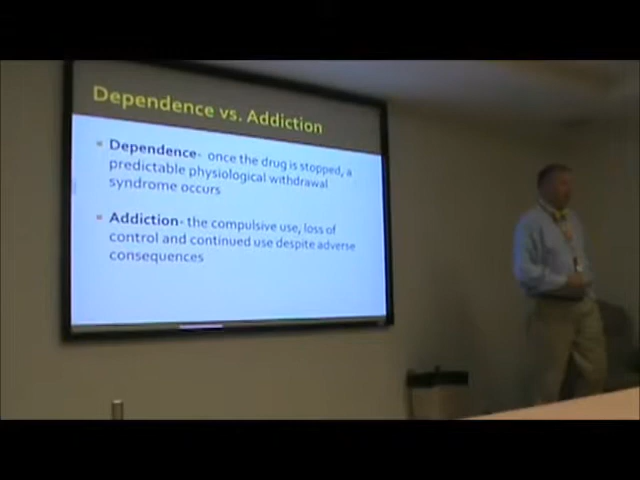 Dependence vs. Addiction
Dependence- once the drug is stopped, a
predictable physiological withdrawal
syndrome occurs
Addiction- the compulsive use, loss of
control and continued use despite adverse
consequences